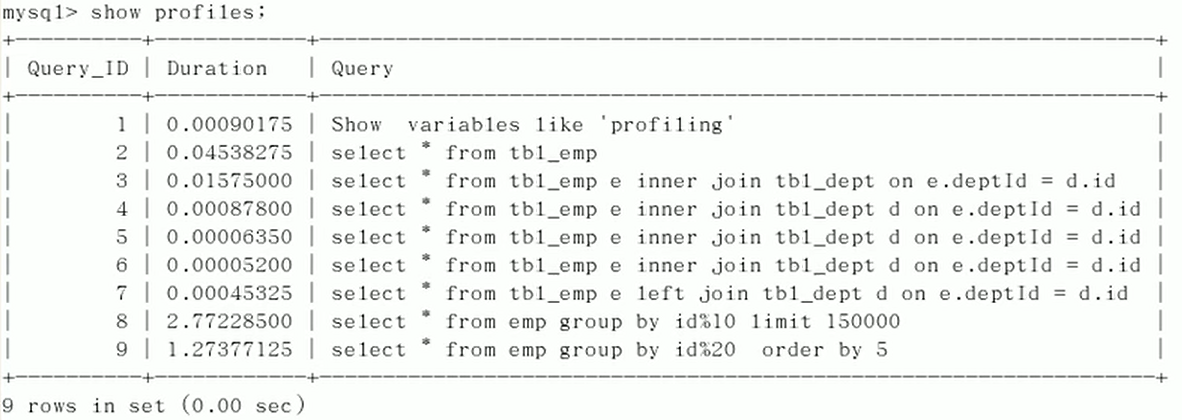 mysql> show profiles;
+----------+------------+-------------------------------------------------------------------+
| Query_ID | Duration | Query |
+----------+------------+-------------------------------------------------------------------+
| 1 | 0.00090175 | Show variables like 'profiling' |
| 2 | 0.04538275 | select * from tbl_emp |
| 3 | 0.01575000 | select * from tbl_emp e inner join tbl_dept on e.deptId = d.id |
| 4 | 0.00087800 | select * from tbl_emp e inner join tbl_dept d on e.deptId = d.id |
| 5 | 0.00006350 | select * from tbl_emp e inner join tbl_dept d on e.deptId = d.id |
| 6 | 0.00005200 | select * from tbl_emp e inner join tbl_dept d on e.deptId = d.id |
| 7 | 0.00045325 | select * from tbl_emp e left join tbl_dept d on e.deptId = d.id |
| 8 | 2.77228500 | select * from emp group by id%10 limit 150000 |
| 9 | 1.27377125 | select * from emp group by id%20 order by 5 |
+----------+------------+-------------------------------------------------------------------+
9 rows in set (0.00 sec)